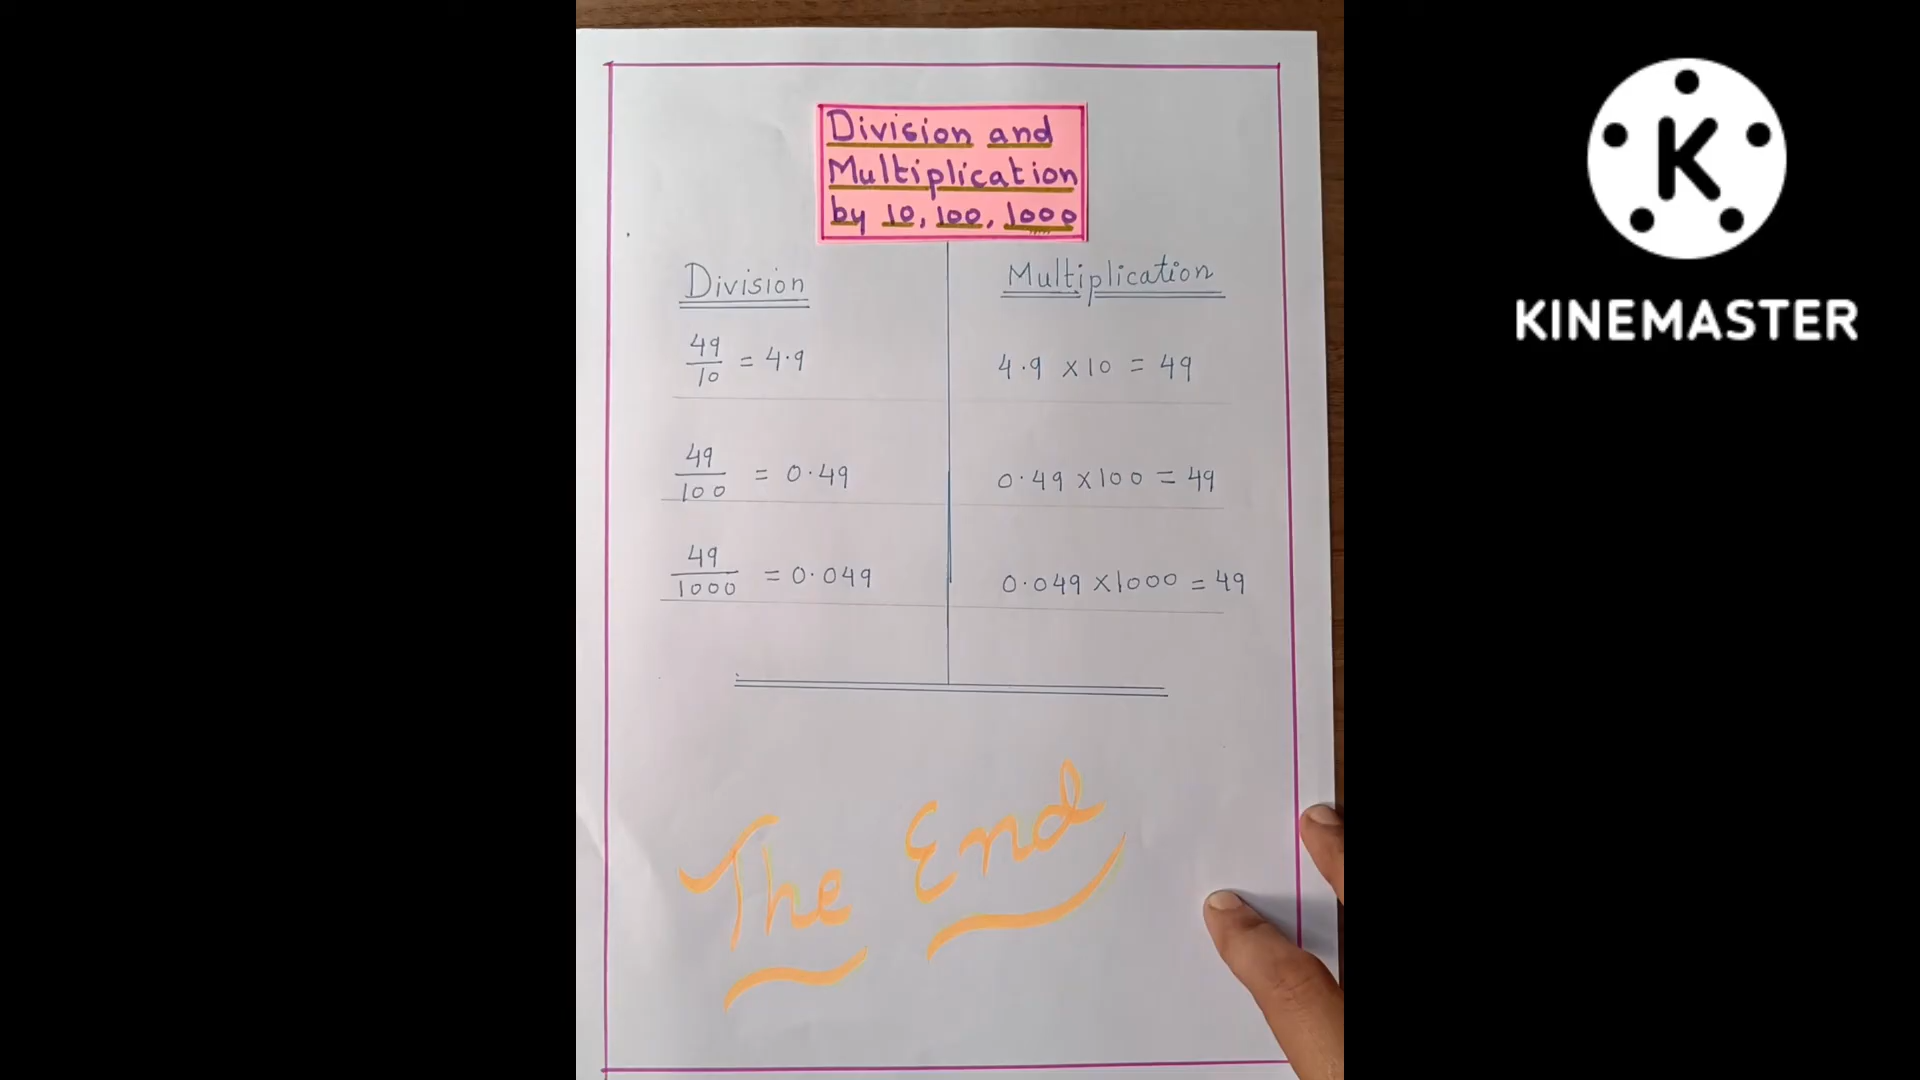 Division and
Multiplication
by 10, 100, 1000
Division
Multiplication
49/10 = 4.9
4.9 × 10 = 49
49/100 = 0.49
0.49 × 100 = 49
49/1000 = 0.049
0.049 × 1000 = 49
The End
K
KINEMASTER